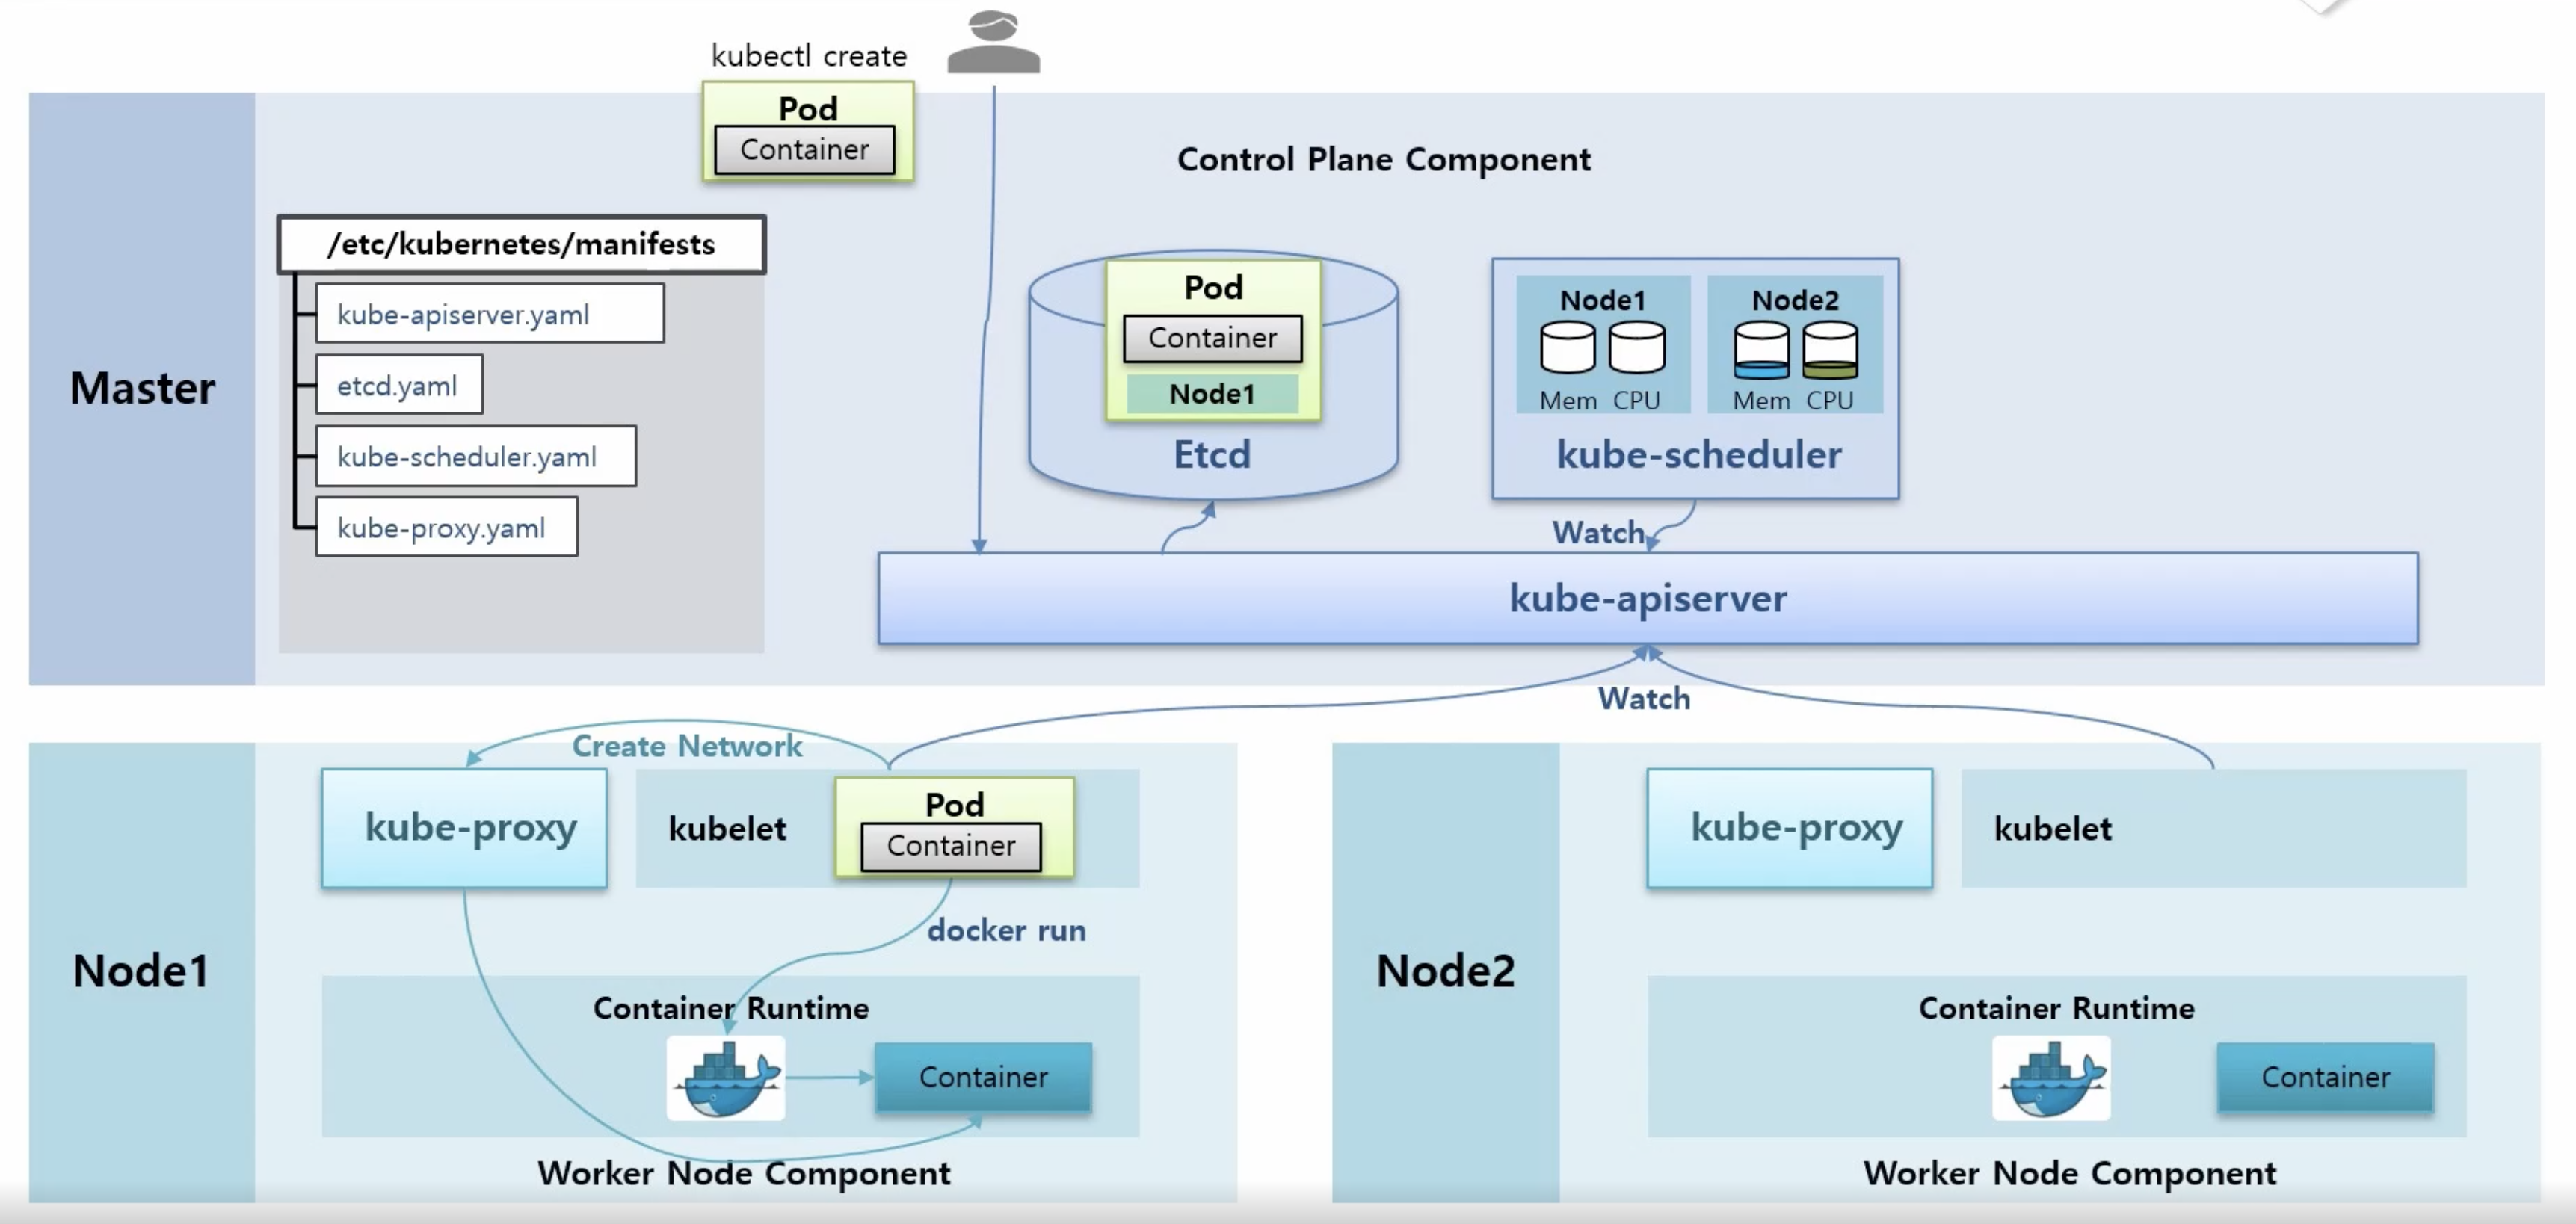 kubectl create
Pod
Container
Control Plane Component
Master
/etc/kubernetes/manifests
kube-apiserver.yaml
etcd.yaml
kube-scheduler.yaml
kube-proxy.yaml
Pod
Container
Node1
Etcd
Node1
Mem CPU
Node2
Mem CPU
kube-scheduler
Watch
kube-apiserver
Watch
Node1
Create Network
kube-proxy
kubelet
Pod
Container
docker run
Container Runtime
Container
Worker Node Component
Node2
kube-proxy
kubelet
Container Runtime
Container
Worker Node Component